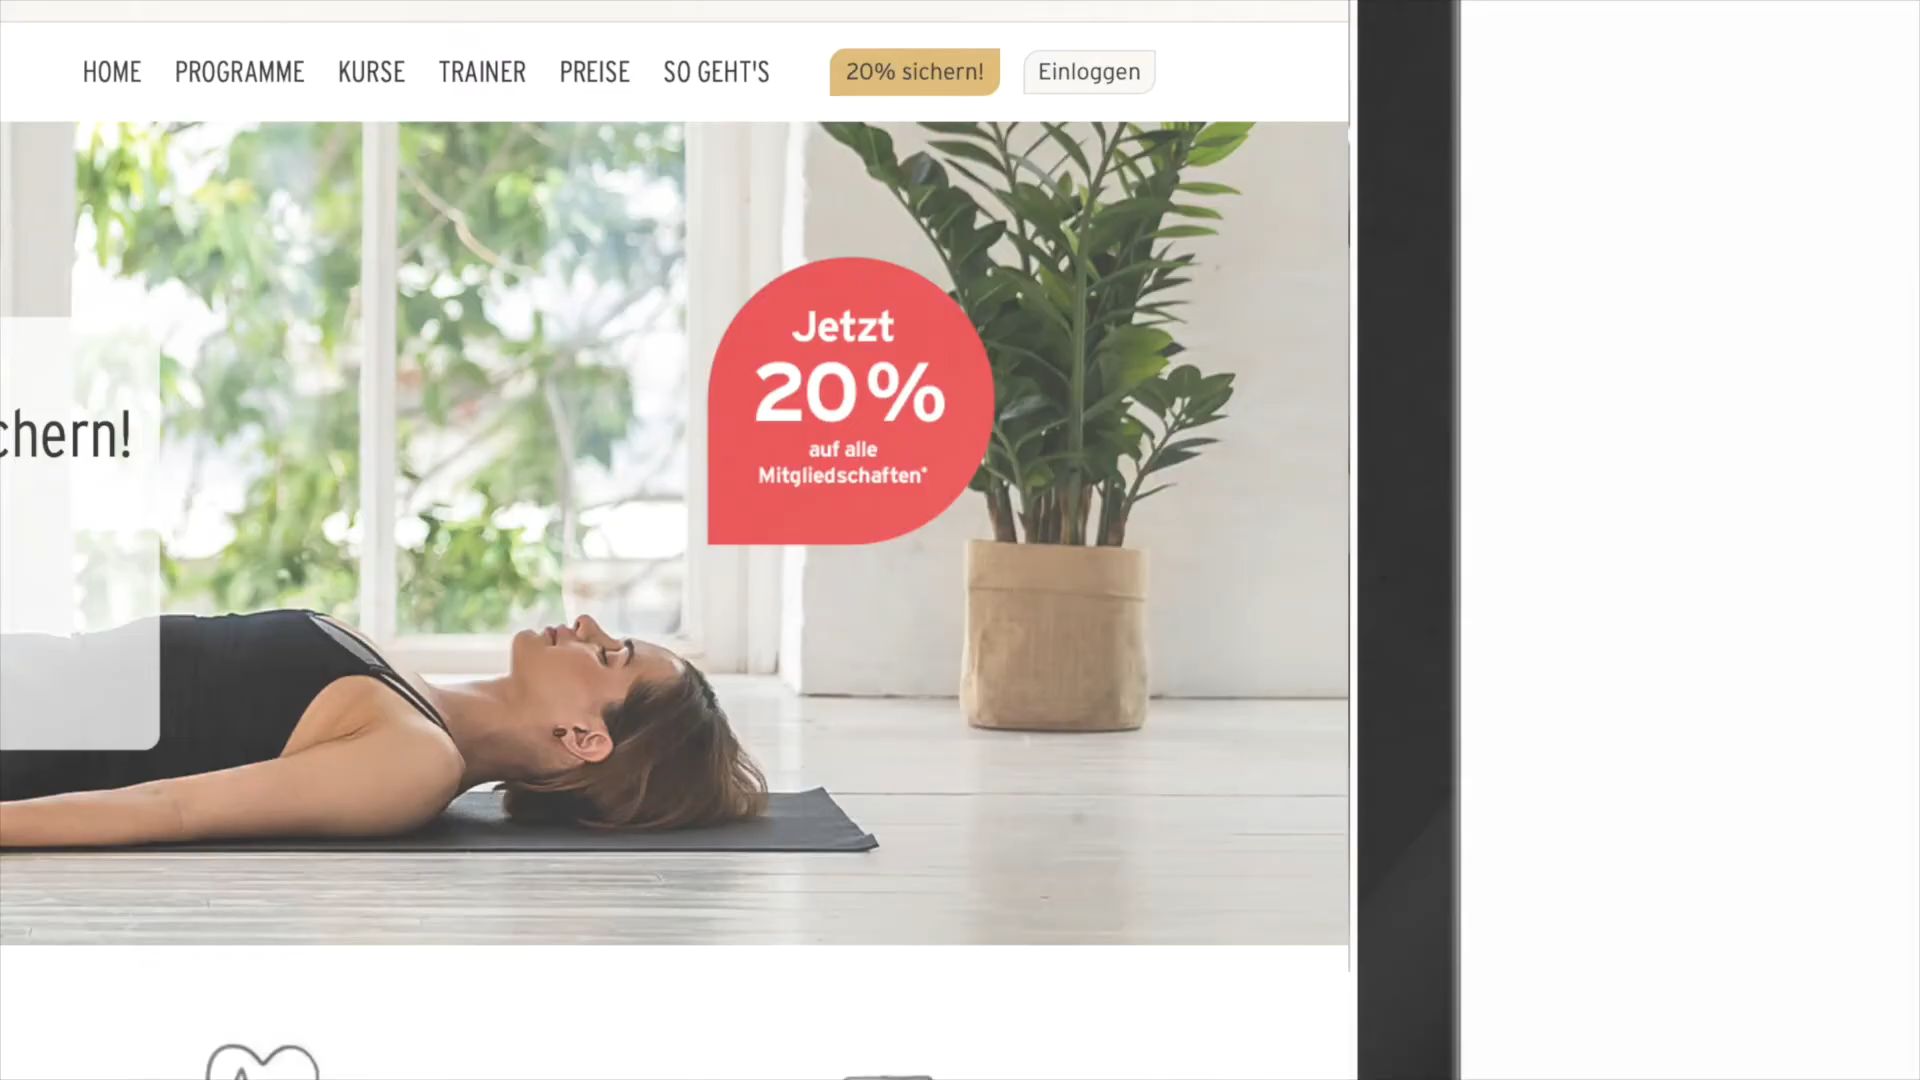 HOME PROGRAMME KURSE TRAINER PREISE SO GEHT'S 20% sichern! Einloggen
Jetzt
20%
auf alle
Mitgliedschaften*
chern!